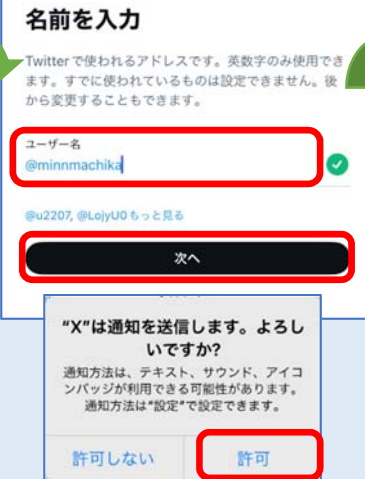 名前を入力
Twitterで使われるアドレスです。英数字のみ使用でき
ます。すでに使われているものは設定できません。後
から変更することもできます。
ユーザー名
@minnmachika
@u2207, @LojyU0もっと見る
次へ
“X”は通知を送信します。よろし
いですか?
通知方法は、テキスト、サウンド、アイコ
ンバッジが利用できる可能性があります。
通知方法は“設定”で設定できます。
許可しない
許可